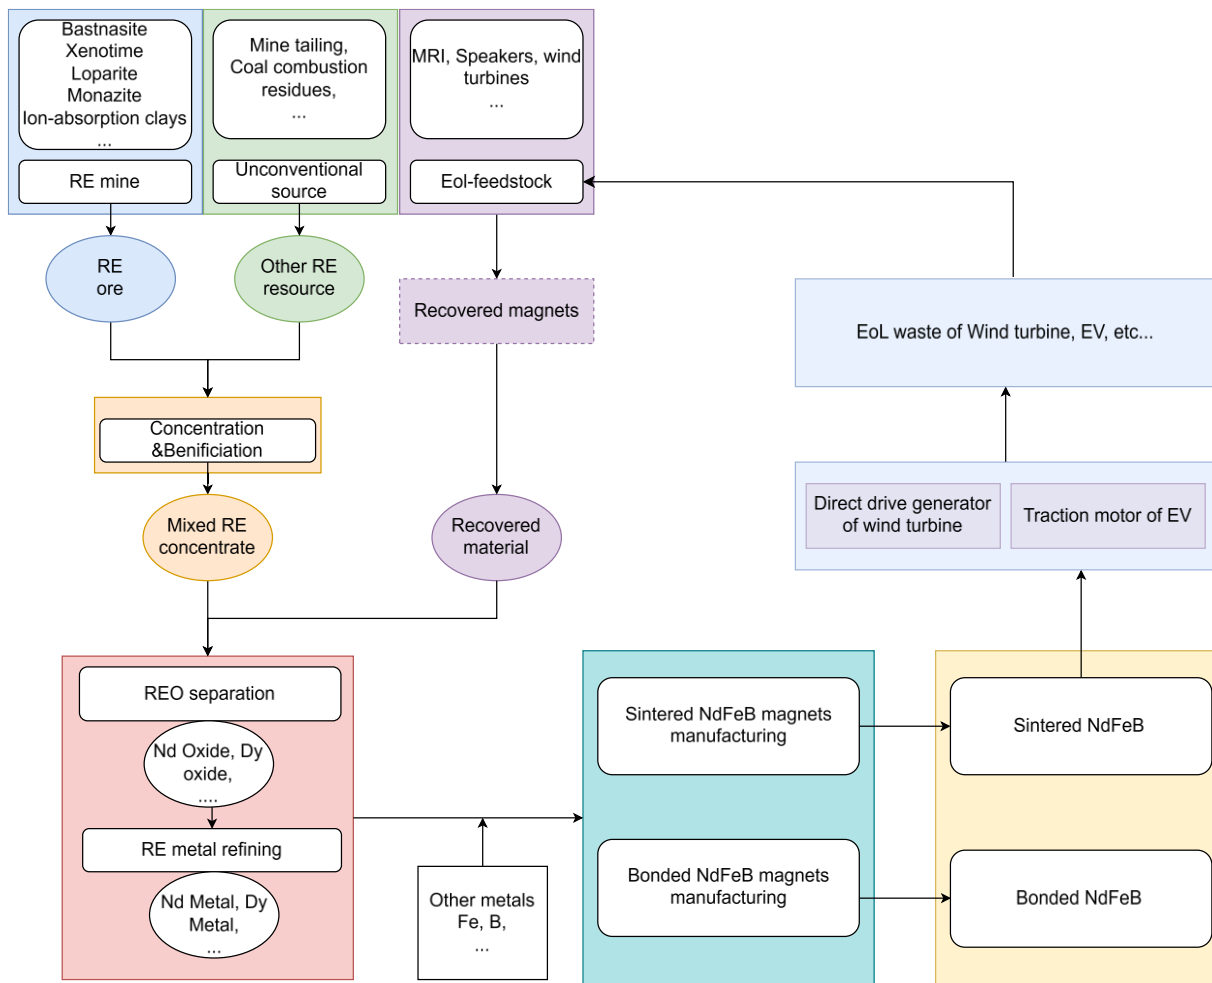 Bastnasite
Xenotime
Loparite
Monazite
Ion-absorption clays
...
RE mine
Mine tailing,
Coal combustion
residues,
...
Unconventional
source
MRI, Speakers, wind
turbines
...
EoI-feedstock
RE
ore
Other RE
resource
Recovered magnets
EoL waste of Wind turbine, EV, etc...
Concentration
&Benificiation
Direct drive generator
of wind turbine
Traction motor of EV
Mixed RE
concentrate
Recovered
material
REO separation
Nd Oxide, Dy
oxide,
....
RE metal refining
Nd Metal, Dy
Metal,
...
Other metals
Fe, B,
...
Sintered NdFeB magnets
manufacturing
Bonded NdFeB magnets
manufacturing
Sintered NdFeB
Bonded NdFeB